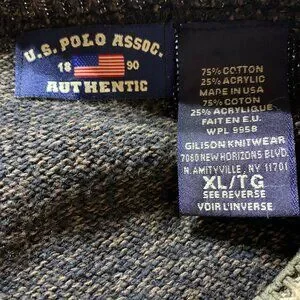 U.S. POLO ASSOC.
18 90
AUTHENTIC
75% COTTON
25% ACRYLIC
MADE IN USA
75% COTON
25% ACRYLIQUE
FAIT EN E.U.
WPL 9958
GILISON KNITWEAR
7060 NEW HORIZONS BLVD.
N. AMITYVILLE, NY 11701
XL/TG
SEE REVERSE
VOIR L'INVERSE